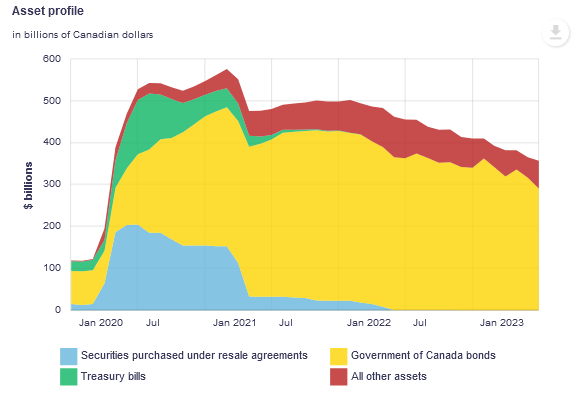 Asset profile
in billions of Canadian dollars
600
500
400
300
200
100
0
$ billions
Jan 2020 Jul Jan 2021 Jul Jan 2022 Jul Jan 2023
Securities purchased under resale agreements Government of Canada bonds
Treasury bills All other assets